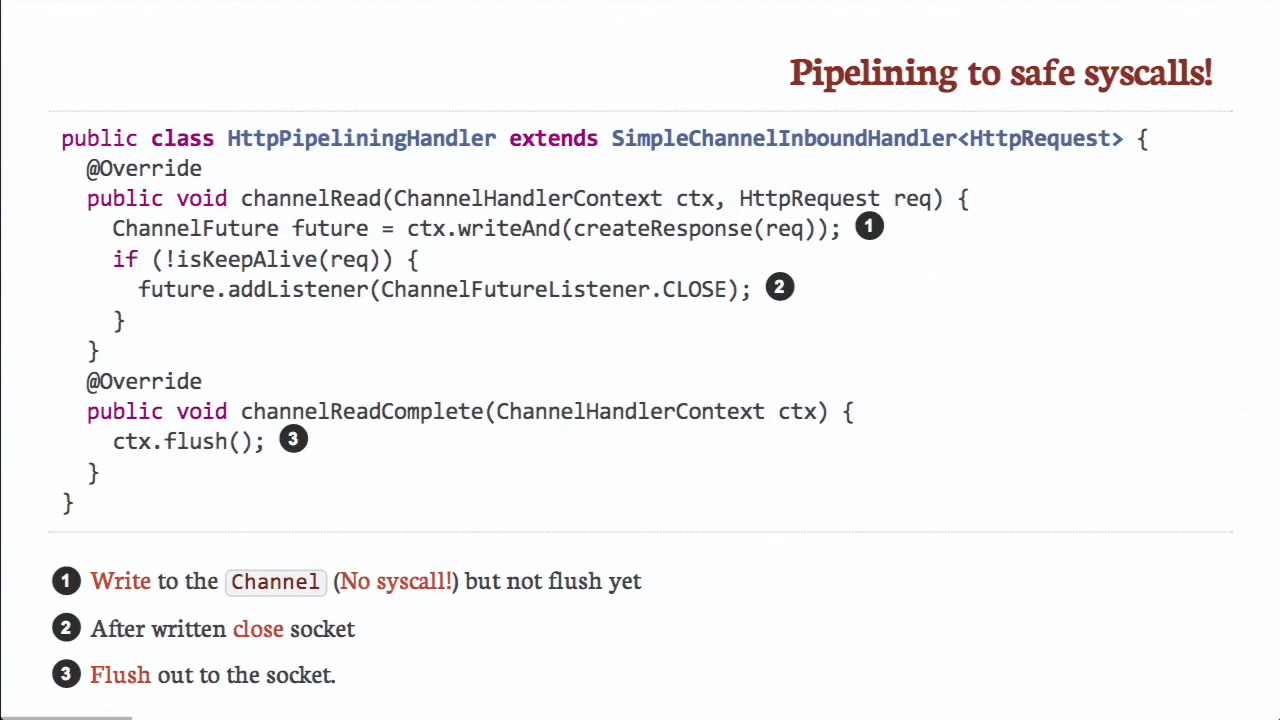 Pipelining to safe syscalls!
public class HttpPipeliningHandler extends SimpleChannelInboundHandler<HttpRequest> {
@Override
public void channelRead(ChannelHandlerContext ctx, HttpRequest req) {
ChannelFuture future = ctx.writeAnd(createResponse(req)); 1
if (!isKeepAlive(req)) {
future.addListener(ChannelFutureListener.CLOSE); 2
}
}
@Override
public void channelReadComplete(ChannelHandlerContext ctx) {
ctx.flush(); 3
}
}
1 Write to the Channel (No syscall!) but not flush yet
2 After written close socket
3 Flush out to the socket.